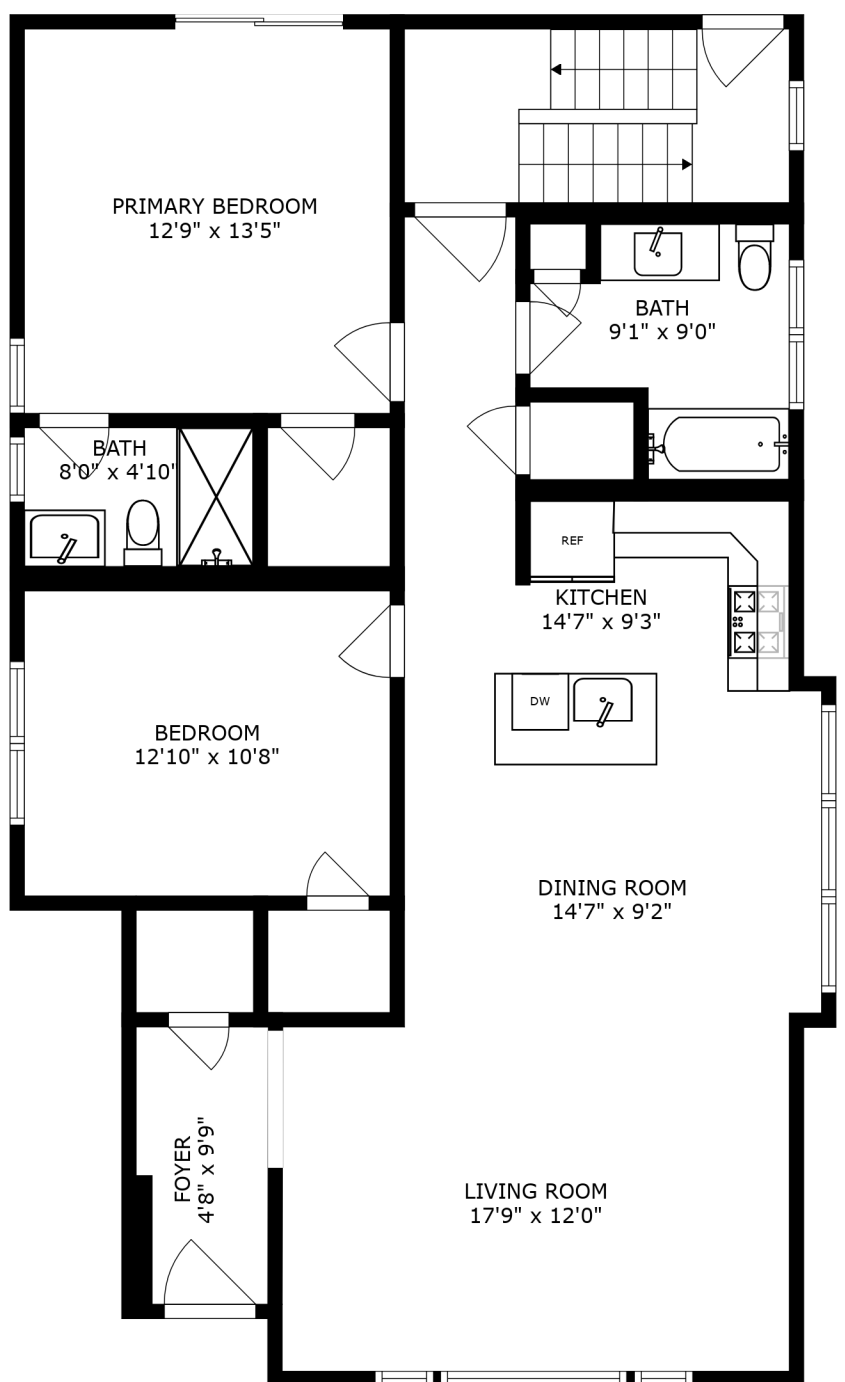 PRIMARY BEDROOM
12'9" x 13'5"
BATH
9'1" x 9'0"
BATH
8'0" x 4'10"
REF
KITCHEN
14'7" x 9'3"
DW
BEDROOM
12'10" x 10'8"
DINING ROOM
14'7" x 9'2"
FOYER
4'8" x 9'9"
LIVING ROOM
17'9" x 12'0"